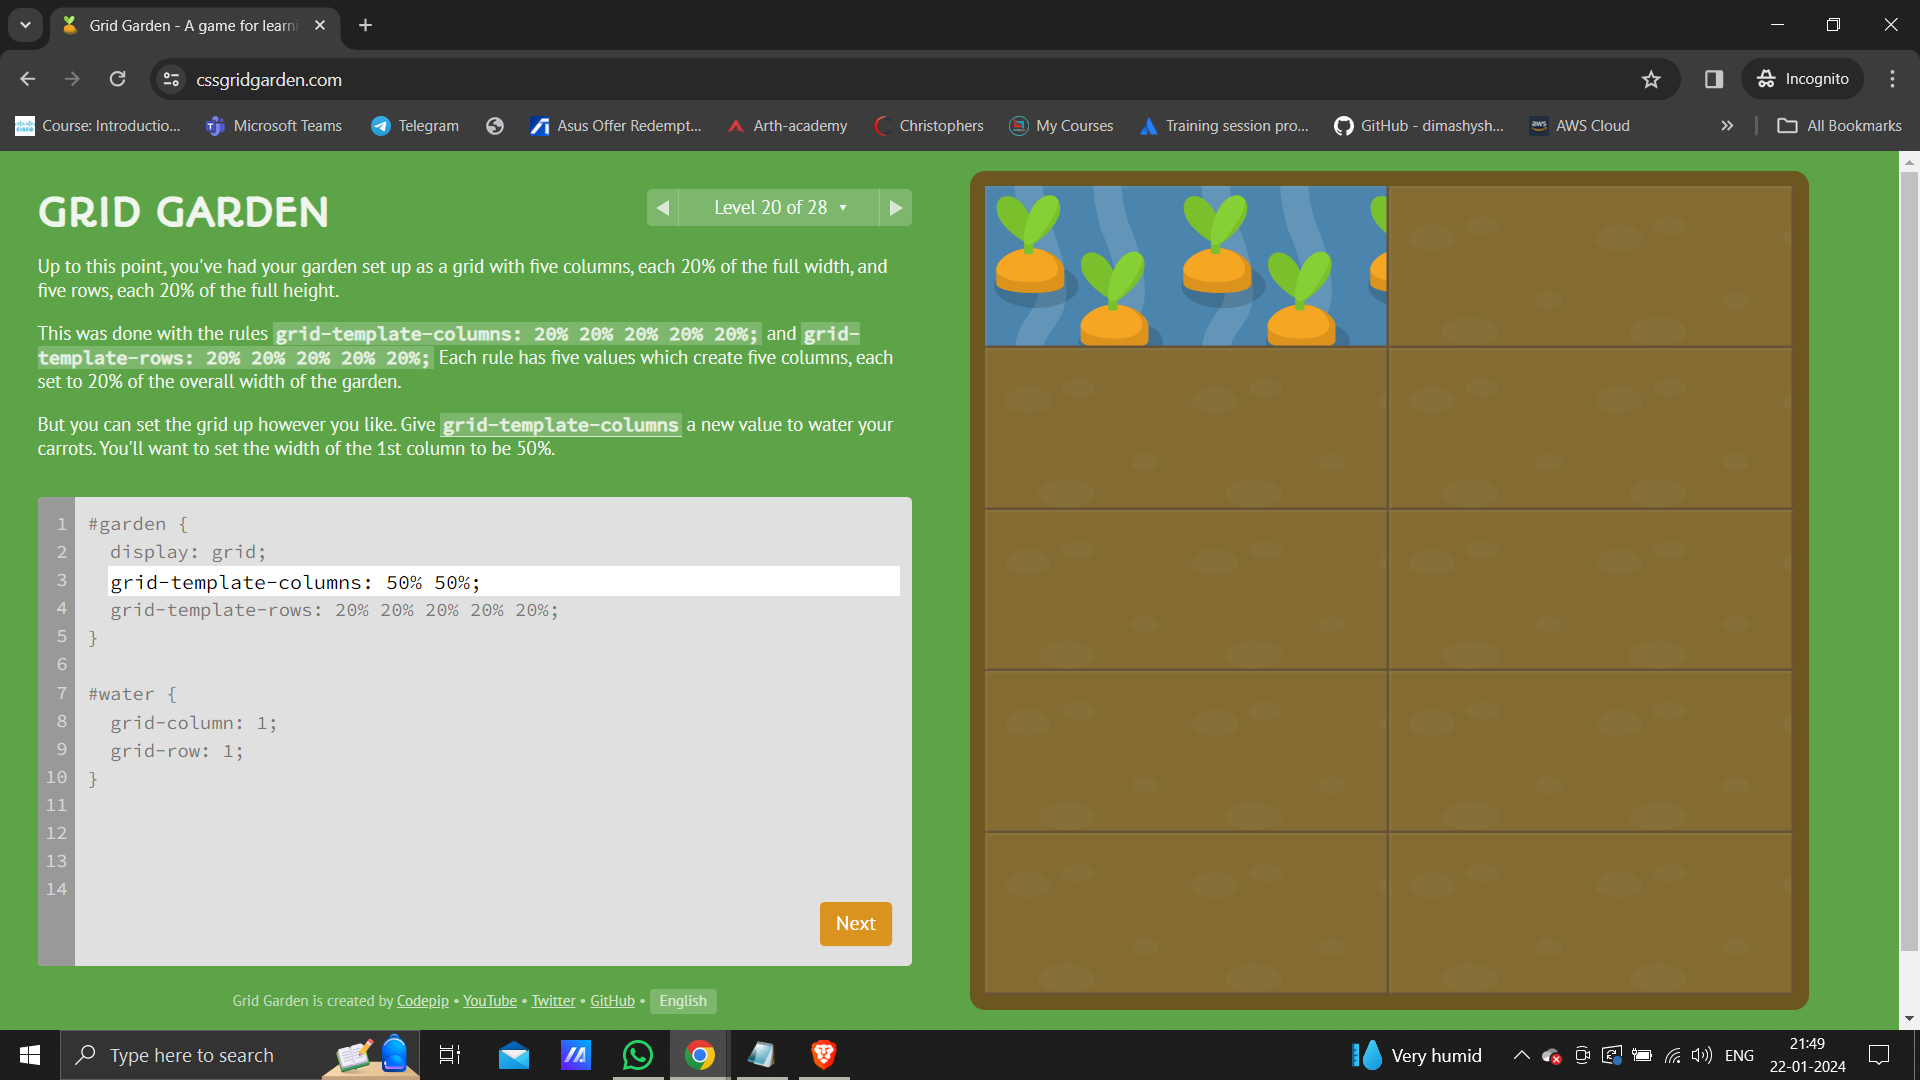 Grid Garden - A game for learni
cssgridgarden.com
Incognito
Course: Introductio...
Microsoft Teams
Telegram
Asus Offer Redempt...
Arth-academy
Christophers
My Courses
Training session pro...
GitHub - dimashysh...
AWS Cloud
All Bookmarks
GRID GARDEN
Level 20 of 28
Up to this point, you've had your garden set up as a grid with five columns, each 20% of the full width, and
five rows, each 20% of the full height.
This was done with the rules grid-template-columns: 20% 20% 20% 20% 20%; and grid-
template-rows: 20% 20% 20% 20% 20%; Each rule has five values which create five columns, each
set to 20% of the overall width of the garden.
But you can set the grid up however you like. Give grid-template-columns a new value to water your
carrots. You'll want to set the width of the 1st column to be 50%.
1 #garden {
2 display: grid;
3 grid-template-columns: 50% 50%;
4 grid-template-rows: 20% 20% 20% 20% 20%;
5 }
6
7 #water {
8 grid-column: 1;
9 grid-row: 1;
10 }
11
12
13
14
Next
Grid Garden is created by Codepip • YouTube • Twitter • GitHub • English
Type here to search
Very humid
ENG
21:49
22-01-2024